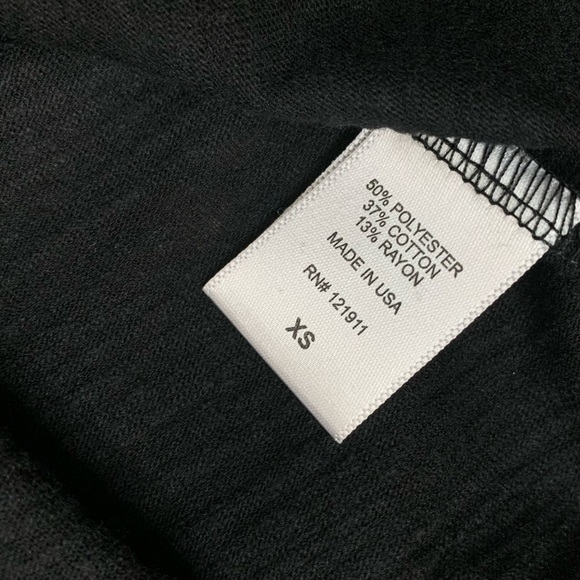 50% POLYESTER
37% COTTON
13% RAYON
MADE IN USA
RN# 121911
XS